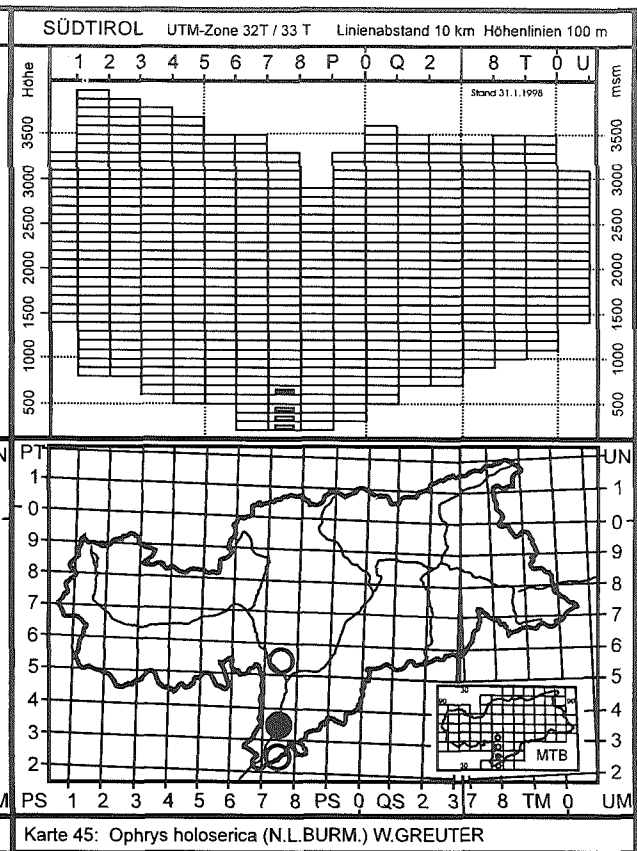 SÜDTIROL UTM-Zone 32T / 33 T Linienabstand 10 km Höhenlinien 100 m
1 2 3 4 5 6 7 8 P 0 Q 2 8 T 0 U
Höhe msm
Stand 31.1.1998
3500 3500
3000 3000
2500 2500
2000 2000
1500 1500
1000 1000
500 500
N PT UN
1 1
0 0
9 9
8 8
7 7
6 6
5 5
4 4
3 3
2 2
30
90 90
30
MTB
M PS 1 2 3 4 5 6 7 8 PS 0 QS 2 3 7 8 TM 0 UM
Karte 45: Ophrys holoserica (N.L.BURM.) W.GREUTER